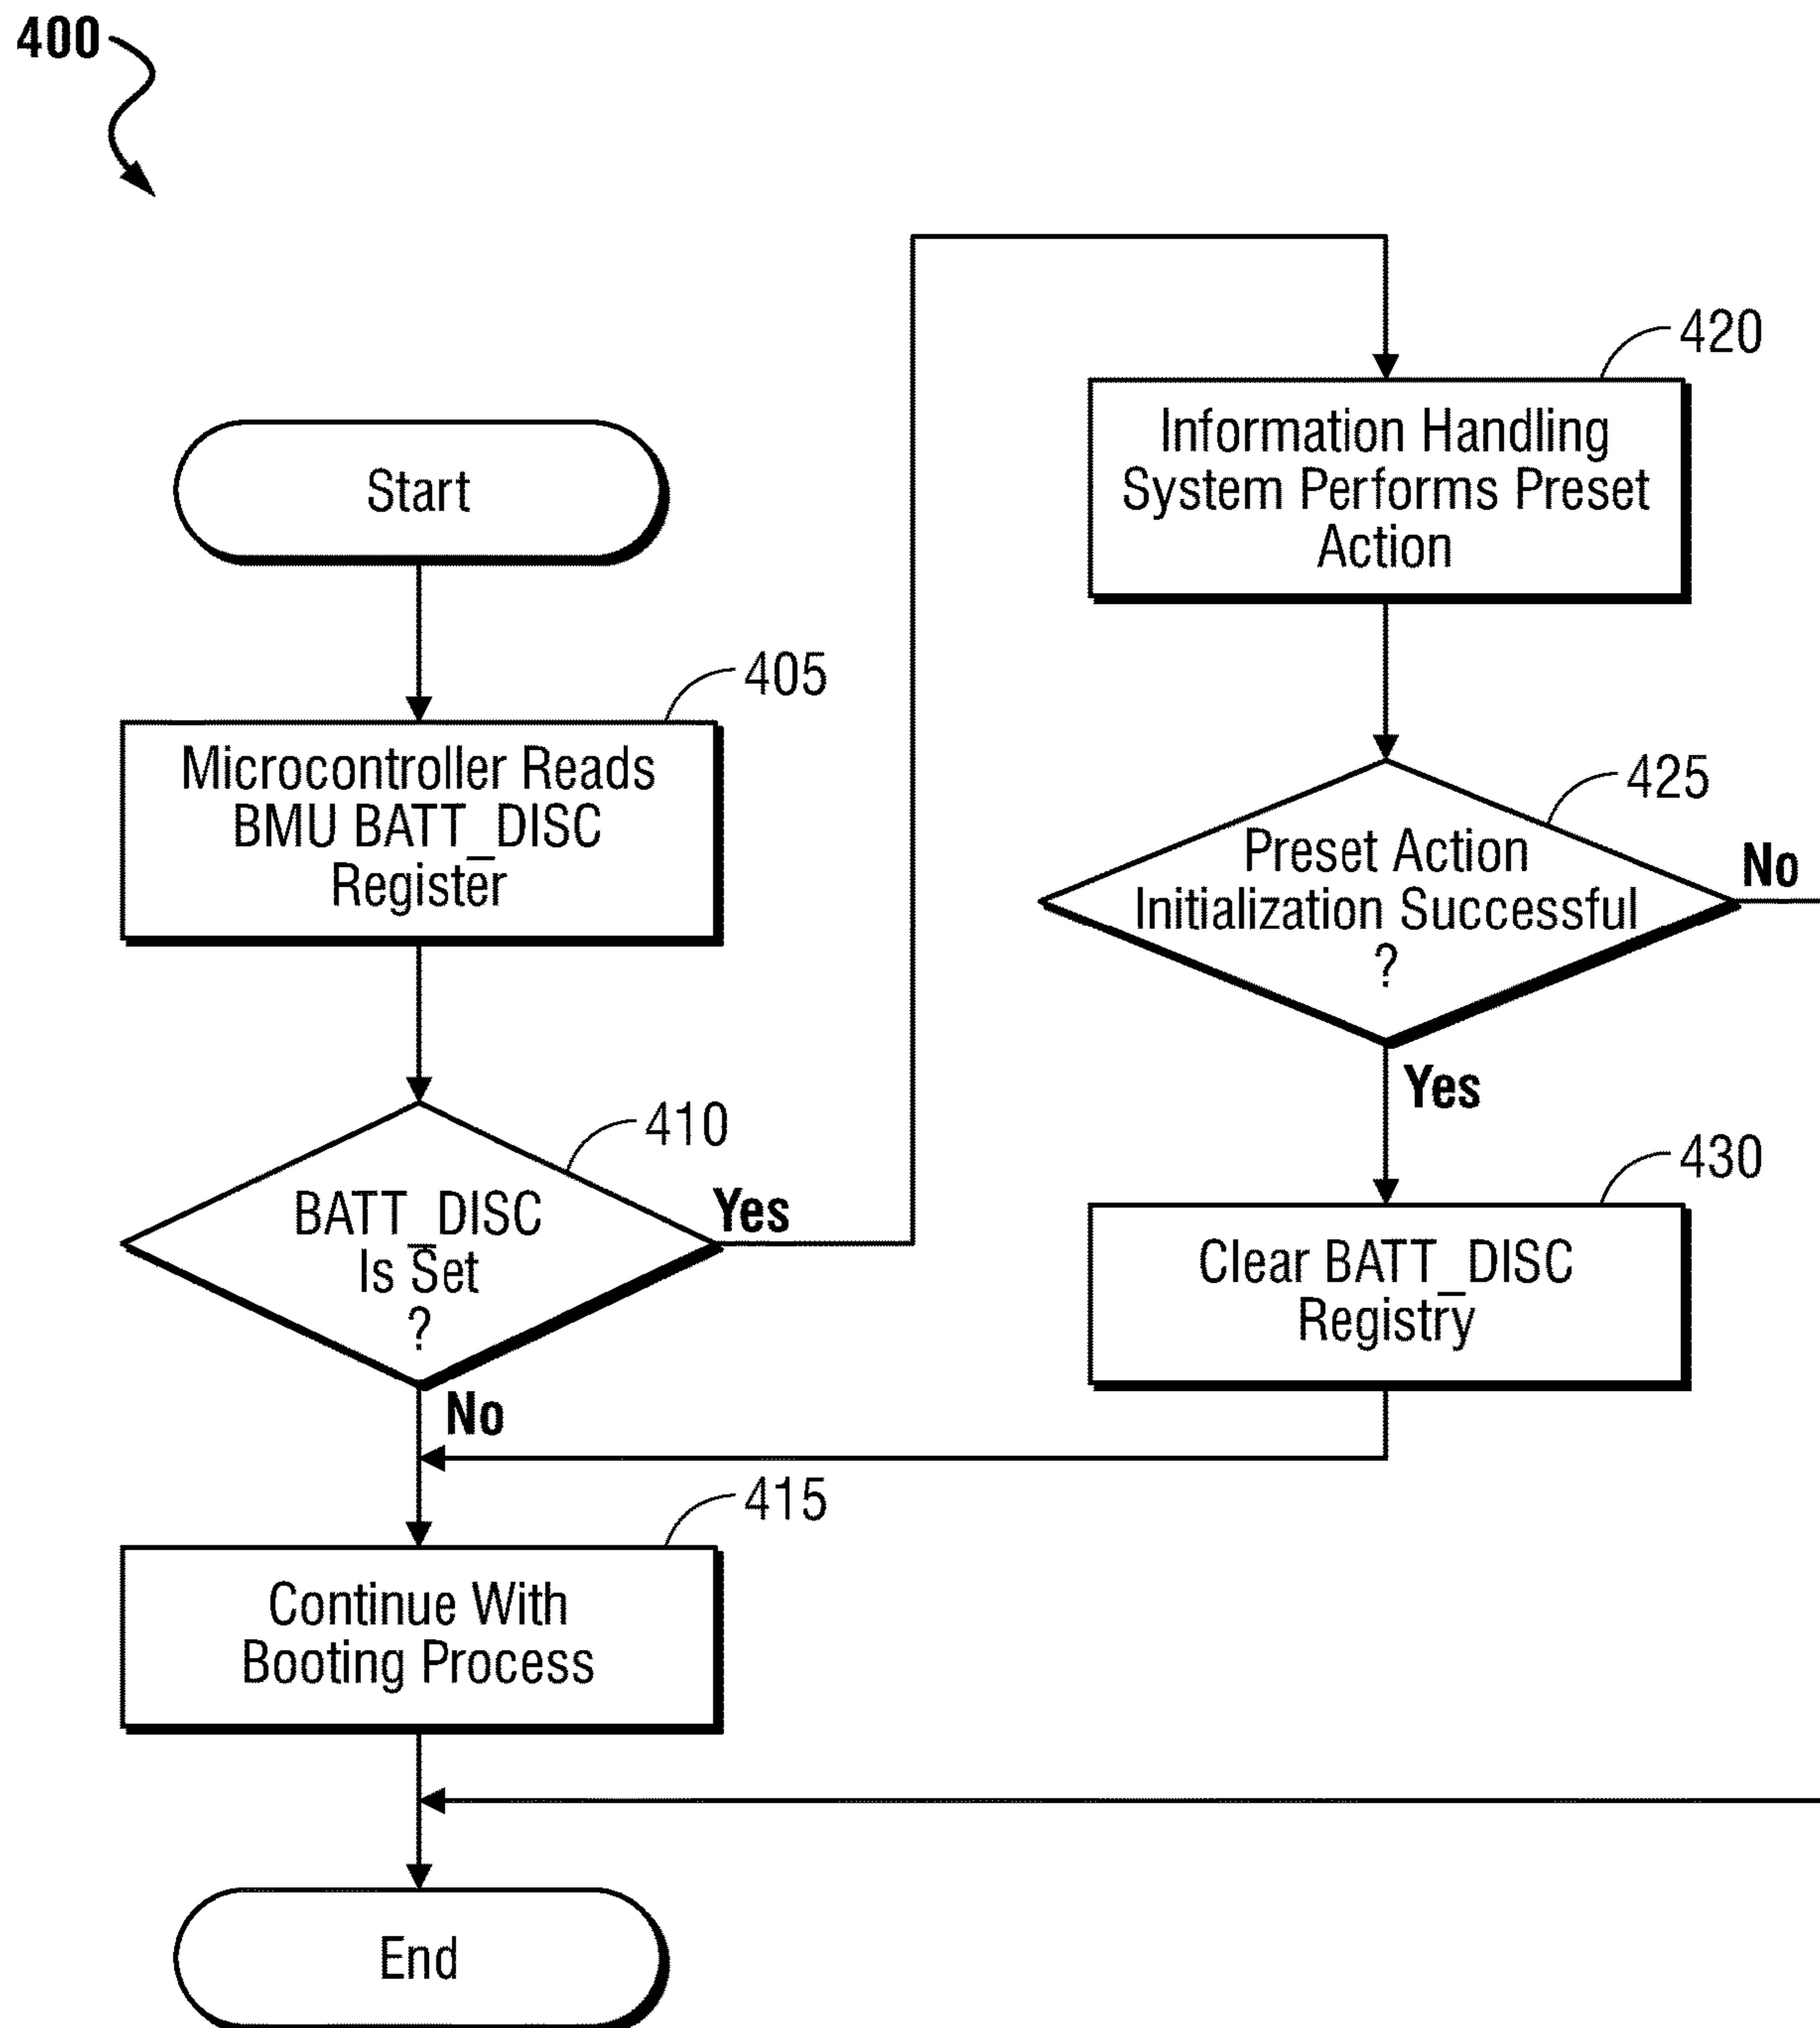 400
Start
405
Microcontroller Reads
BMU BATT_DISC
Register
410
BATT_DISC
Is Set
?
Yes
No
415
Continue With
Booting Process
End
420
Information Handling
System Performs Preset
Action
425
Preset Action
Initialization Successful
?
No
Yes
430
Clear BATT_DISC
Registry